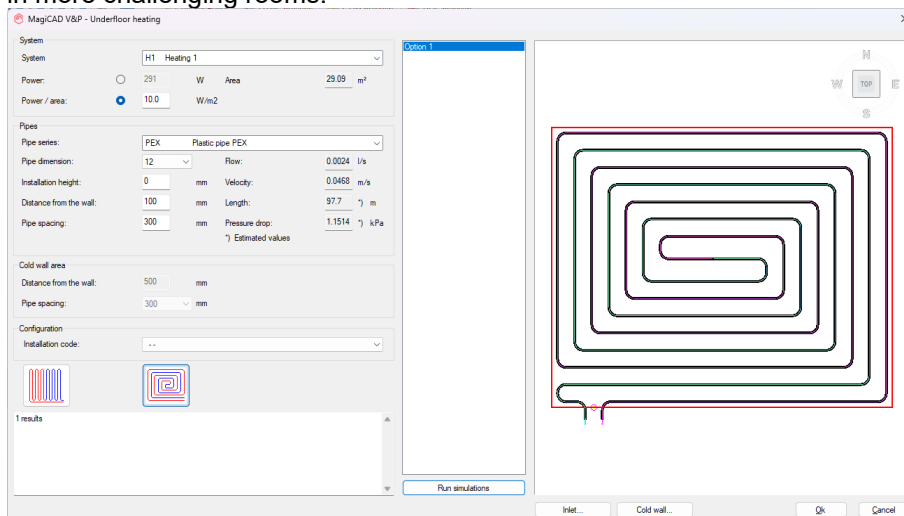 in more challenging rooms.
MagiCAD V&P - Underfloor heating
System
System H1 Heating 1
Power: 291 W Area 29.09 m²
Power / area: 10.0 W/m2
Pipes
Pipe series: PEX Plastic pipe PEX
Pipe dimension: 12 Flow: 0.0024 l/s
Installation height: 0 mm Velocity: 0.0468 m/s
Distance from the wall: 100 mm Length: 97.7 *) m
Pipe spacing: 300 mm Pressure drop: 1.1514 *) kPa
*) Estimated values
Cold wall area
Distance from the wall: 500 mm
Pipe spacing: 300 mm
Configuration
Installation code: --
1 results
Option 1
Run simulations
N
W TOP E
S
Inlet... Cold wall... Ok Cancel